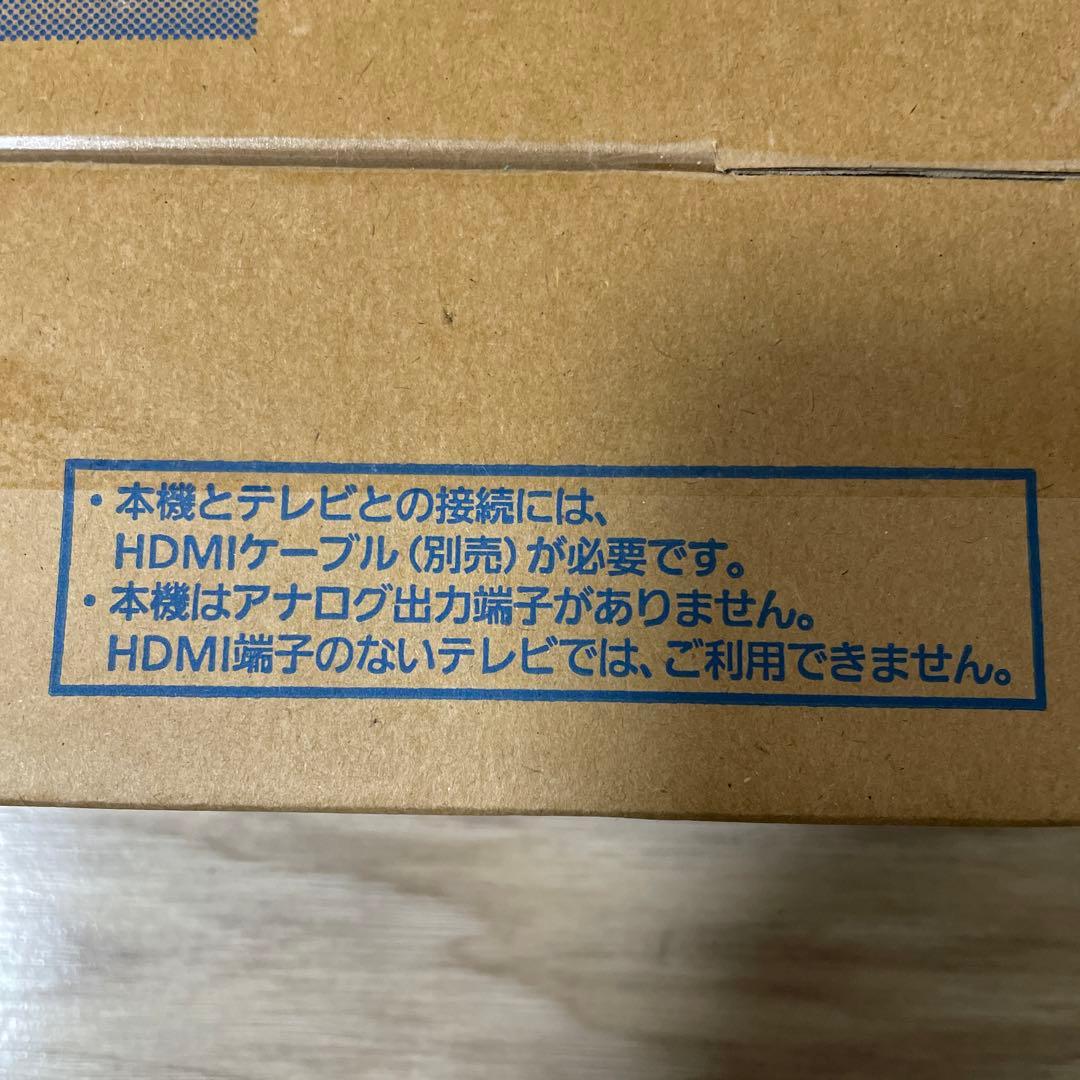 ・本機とテレビとの接続には、
HDMIケーブル(別売)が必要です。
・本機はアナログ出力端子がありません。
HDMI端子のないテレビでは、ご利用できません。